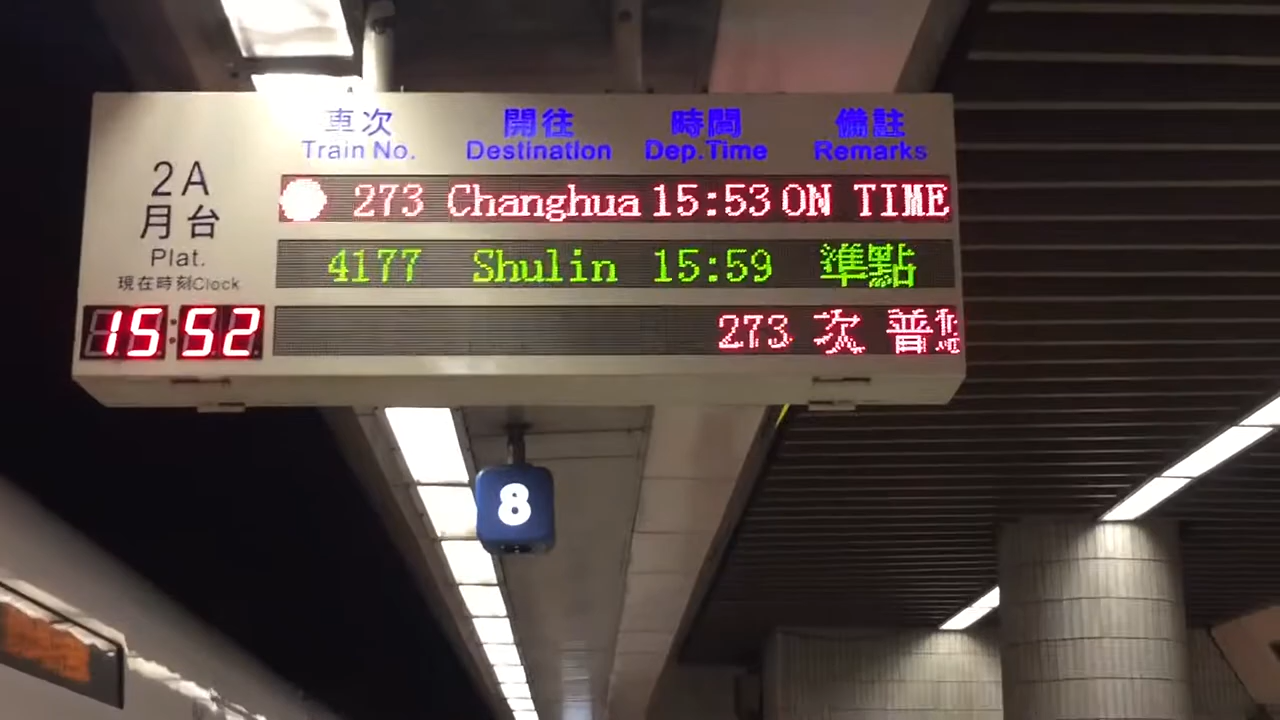 車次 開往 時間 備註
Train No. Destination Dep.Time Remarks
2A
月台
Plat.
現在時刻Clock
15:52
273 Changhua 15:53 ON TIME
4177 Shulin 15:59 準點
273 次 普
8